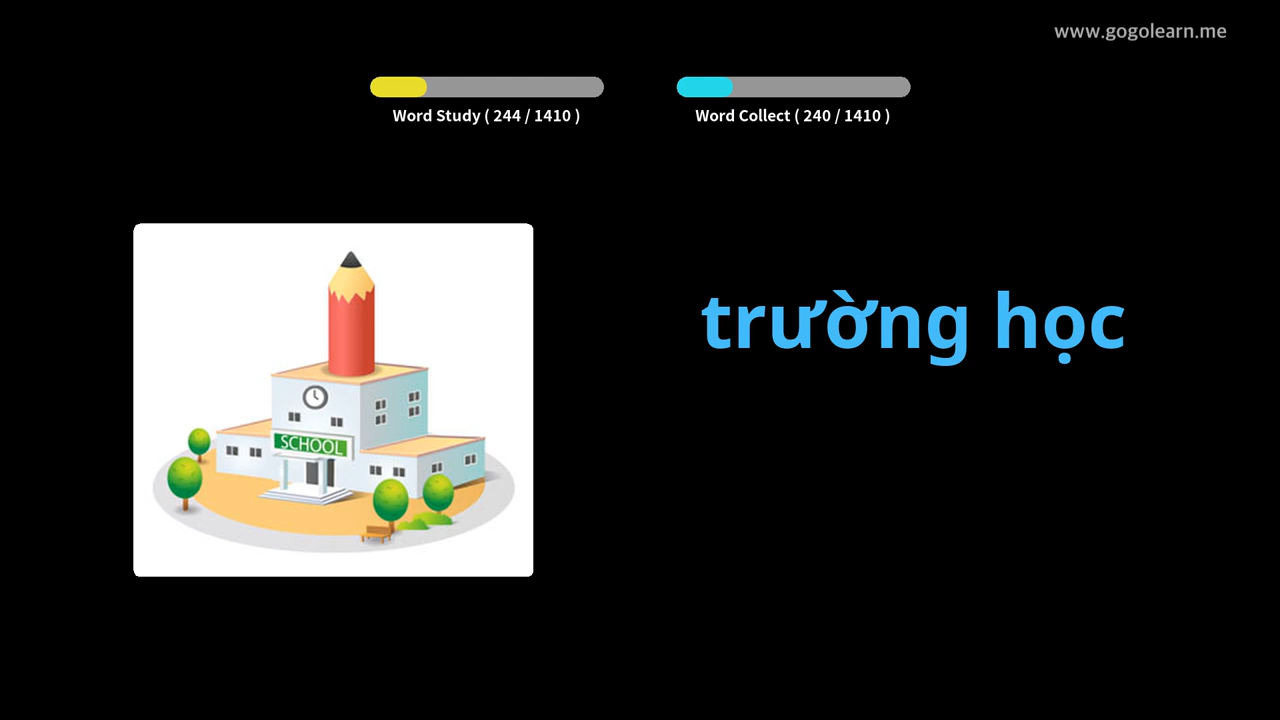 www.gogolearn.me
Word Study ( 244 / 1410 )
Word Collect ( 240 / 1410 )
SCHOOL
trường học